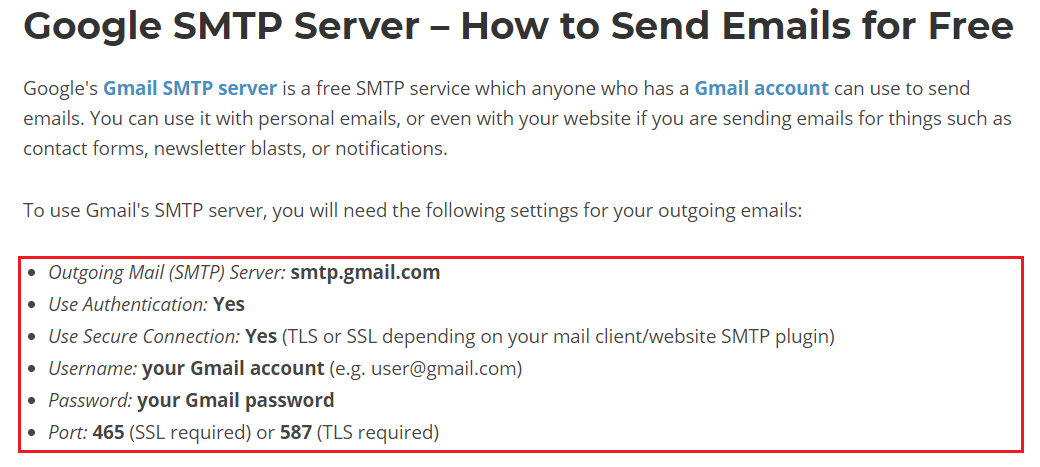 Google SMTP Server – How to Send Emails for Free
Google's Gmail SMTP server is a free SMTP service which anyone who has a Gmail account can use to send
emails. You can use it with personal emails, or even with your website if you are sending emails for things such as
contact forms, newsletter blasts, or notifications.
To use Gmail's SMTP server, you will need the following settings for your outgoing emails:
• Outgoing Mail (SMTP) Server: smtp.gmail.com
• Use Authentication: Yes
• Use Secure Connection: Yes (TLS or SSL depending on your mail client/website SMTP plugin)
• Username: your Gmail account (e.g. user@gmail.com)
• Password: your Gmail password
• Port: 465 (SSL required) or 587 (TLS required)